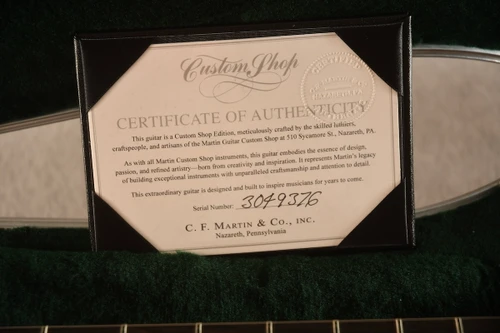 Custom Shop
CERTIFICATE OF AUTHENTICITY
This guitar is a Custom Shop Edition, meticulously crafted by the skilled luthiers,
craftspeople, and artisans of the Martin Guitar Custom Shop at 510 Sycamore St., Nazareth, PA.
As with all Martin Custom Shop instruments, this guitar embodies the essence of design,
passion, and refined artistry—born from creativity and inspiration. It represents Martin's legacy
of building exceptional instruments with unparalleled craftsmanship and attention to detail.
This extraordinary guitar is designed and built to inspire musicians for years to come.
Serial Number: 3049376
C. F. MARTIN & CO., INC.
Nazareth, Pennsylvania